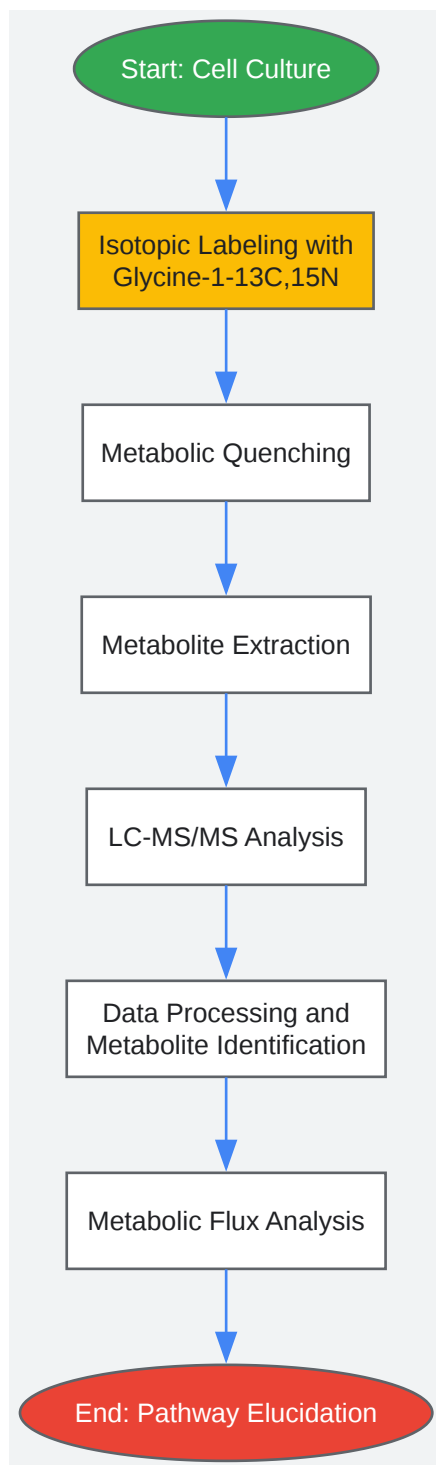 Start: Cell Culture
Isotopic Labeling with
Glycine-1-13C,15N
Metabolic Quenching
Metabolite Extraction
LC-MS/MS Analysis
Data Processing and
Metabolite Identification
Metabolic Flux Analysis
End: Pathway Elucidation